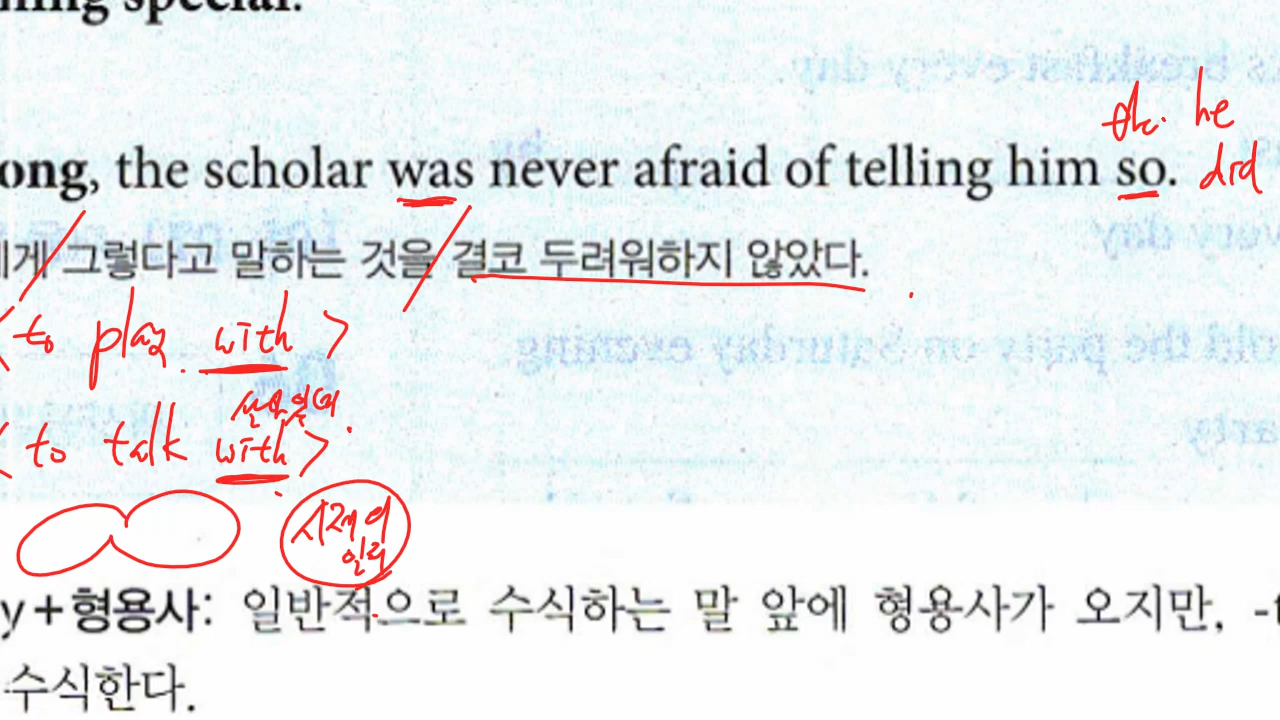 ning special.
he
ong, the scholar was never afraid of telling him so. did
에게 그렇다고 말하는 것을 결코 두려워하지 않았다.
to play with
to talk with
시제의
일치
y+형용사: 일반적으로 수식하는 말 앞에 형용사가 오지만, -t
수식한다.